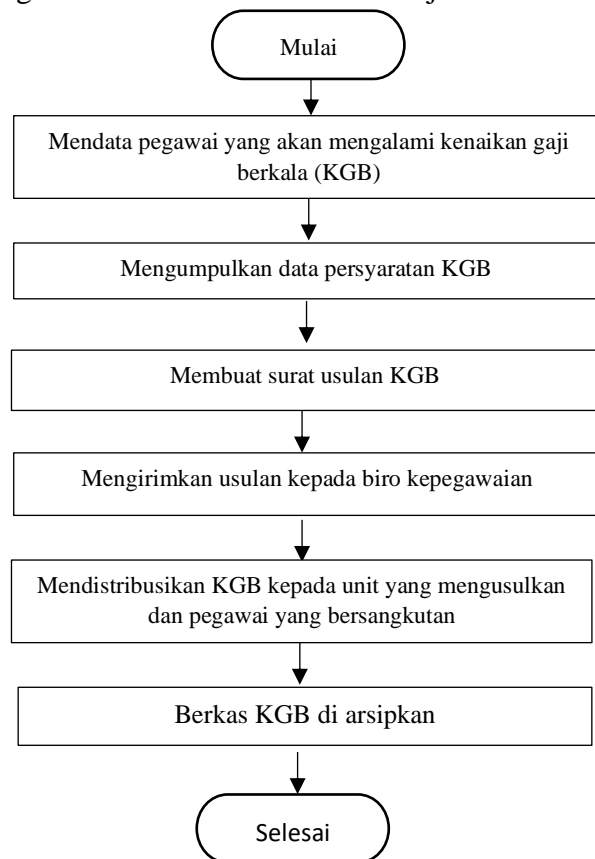 Mulai
Mendata pegawai yang akan mengalami kenaikan gaji
berkala (KGB)
Mengumpulkan data persyaratan KGB
Membuat surat usulan KGB
Mengirimkan usulan kepada biro kepegawaian
Mendistribusikan KGB kepada unit yang mengusulkan
dan pegawai yang bersangkutan
Berkas KGB di arsipkan
Selesai